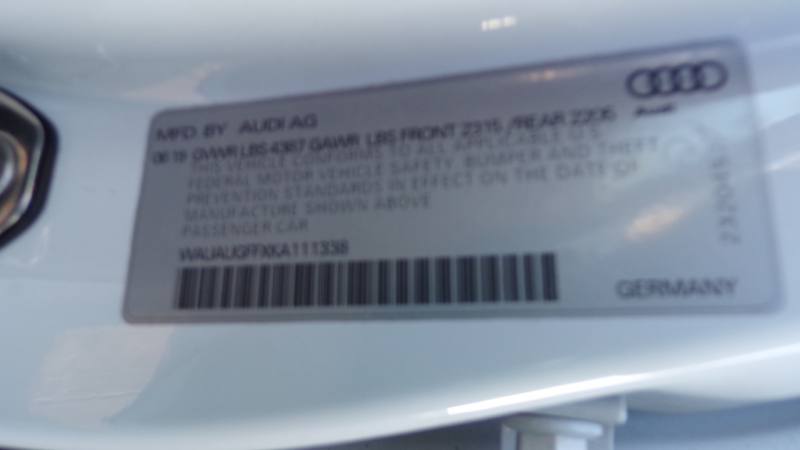 MFD. BY AUDI AG
06 19 GVWR LBS 4387 GAWR LBS FRONT 2315 /REAR 2205
THIS VEHICLE CONFORMS TO ALL APPLICABLE U.S.
FEDERAL MOTOR VEHICLE SAFETY, BUMPER AND THEFT
PREVENTION STANDARDS IN EFFECT ON THE DATE OF
MANUFACTURE SHOWN ABOVE
PASSENGER CAR
WAUAUGFFXKA111338
GERMANY
Audi